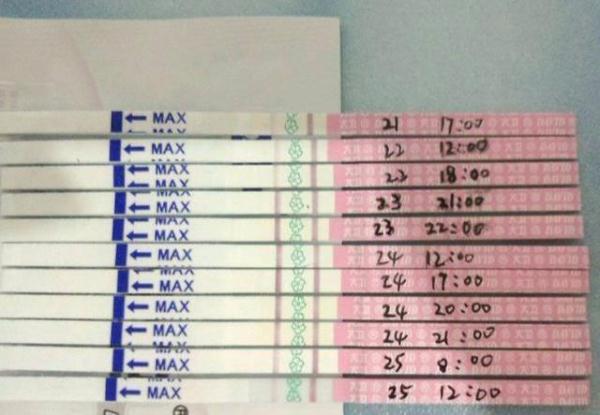 ← MAX 21 17:00
← MAX 22 12:00
← MAX 22 18:00
← MAX 23 21:00
← MAX 23 22:00
← MAX 24 12:00
← MAX 24 17:00
← MAX 24 20:00
← MAX 24 21:00
← MAX 25 8:00
← MAX 25 12:00